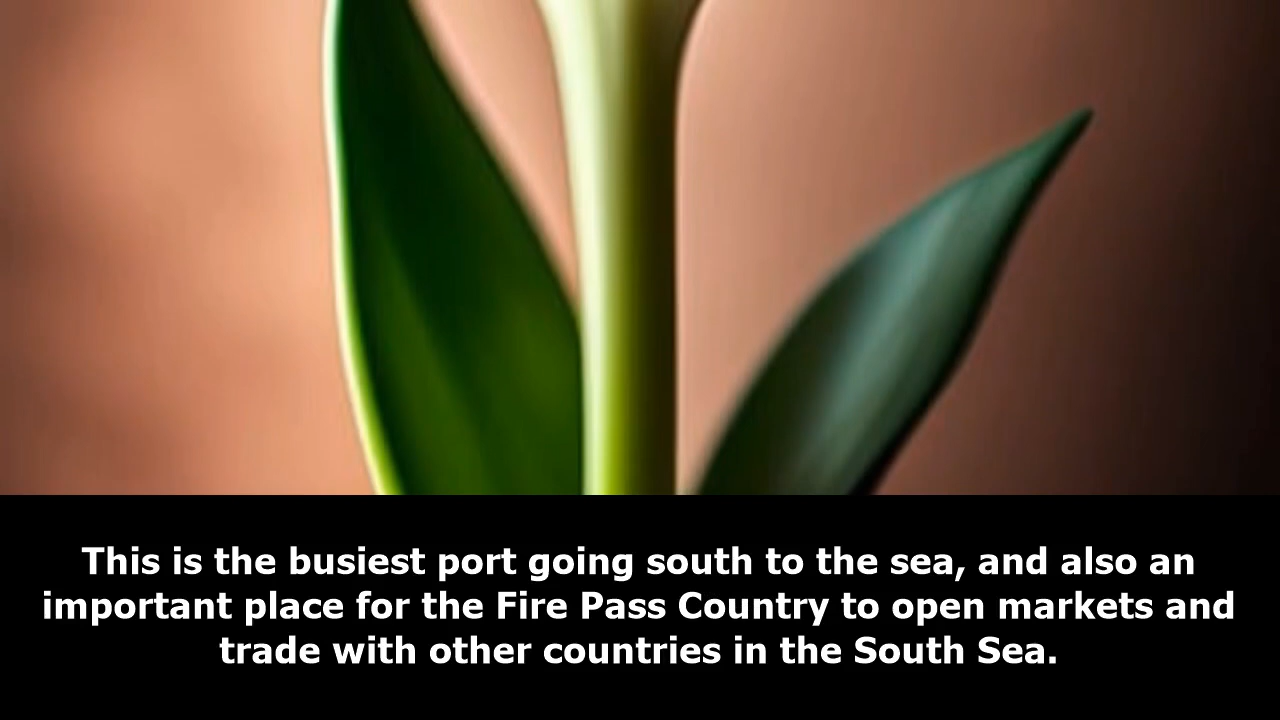 This is the busiest port going south to the sea, and also an
important place for the Fire Pass Country to open markets and
trade with other countries in the South Sea.